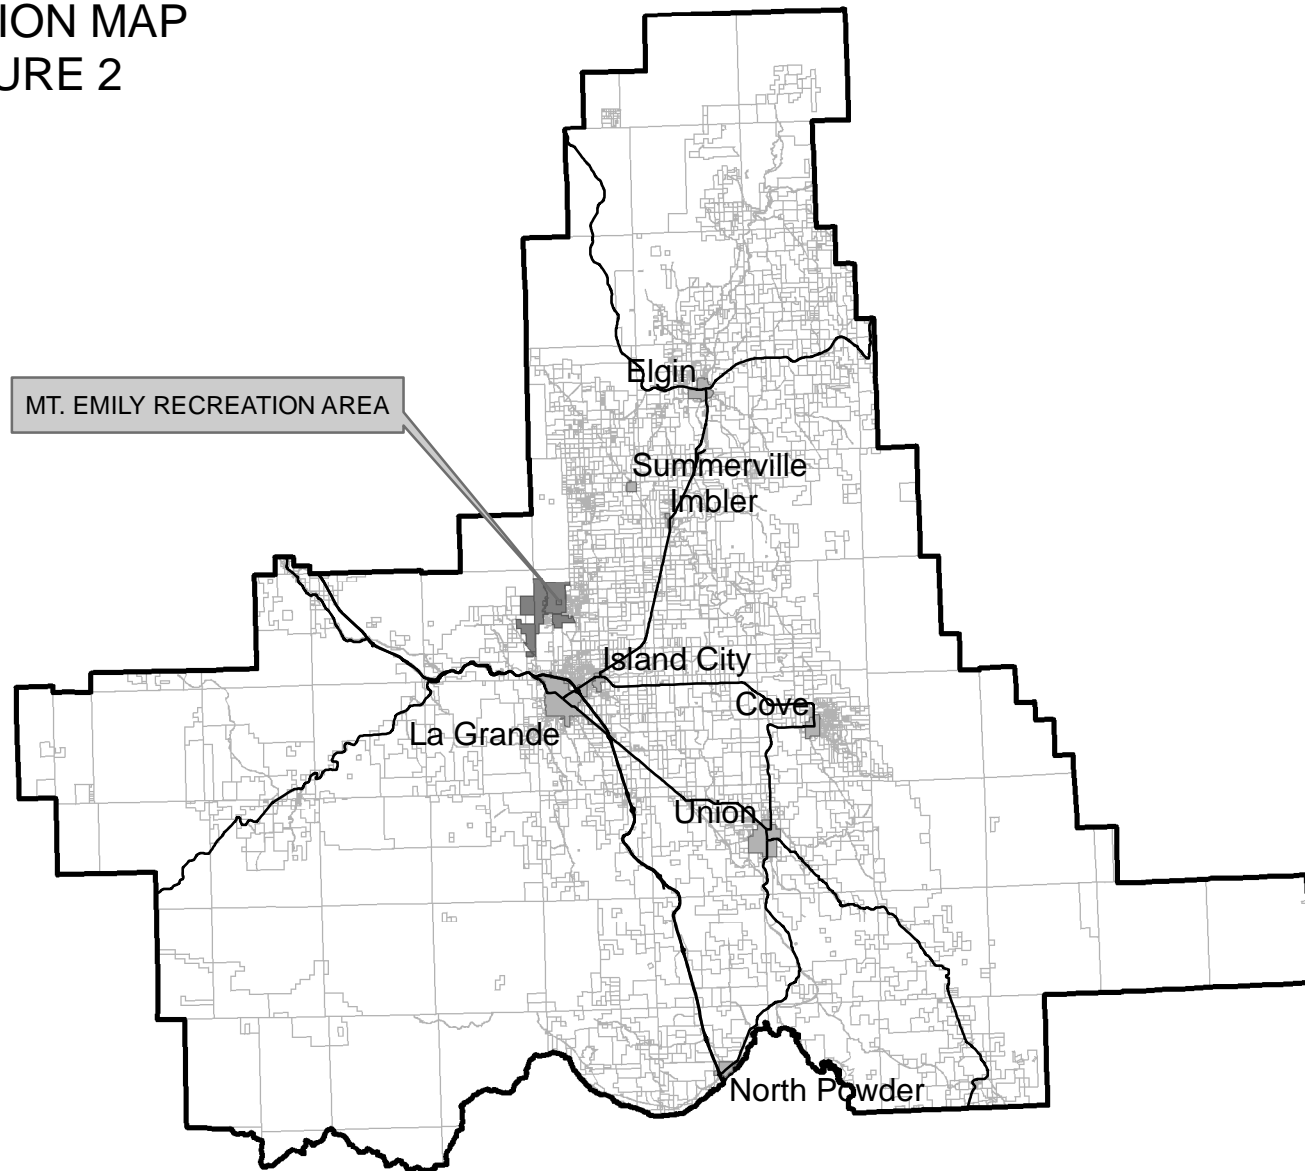 ION MAP
URE 2
Elgin
MT. EMILY RECREATION AREA
Summerville
Imbler
Island City
Cove
La Grande
Union
North Powder